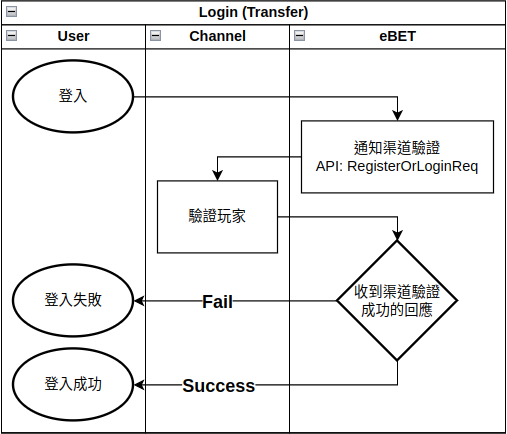 Login (Transfer)
User
Channel
eBET
登入
通知渠道驗證
API: RegisterOrLoginReq
驗證玩家
收到渠道驗證
成功的回應
登入失敗
Fail
登入成功
Success